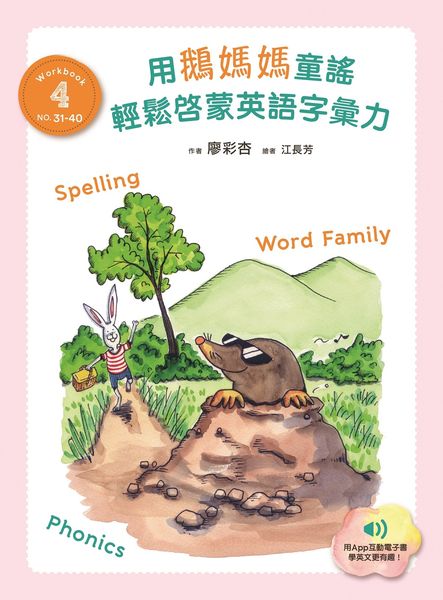 Workbook
4
NO. 31-40
用鵝媽媽童謠
輕鬆啓蒙英語字彙力
作者 廖彩杏 繪者 江長芳
Spelling
Word Family
Phonics
用App互動電子書
學英文更有趣！